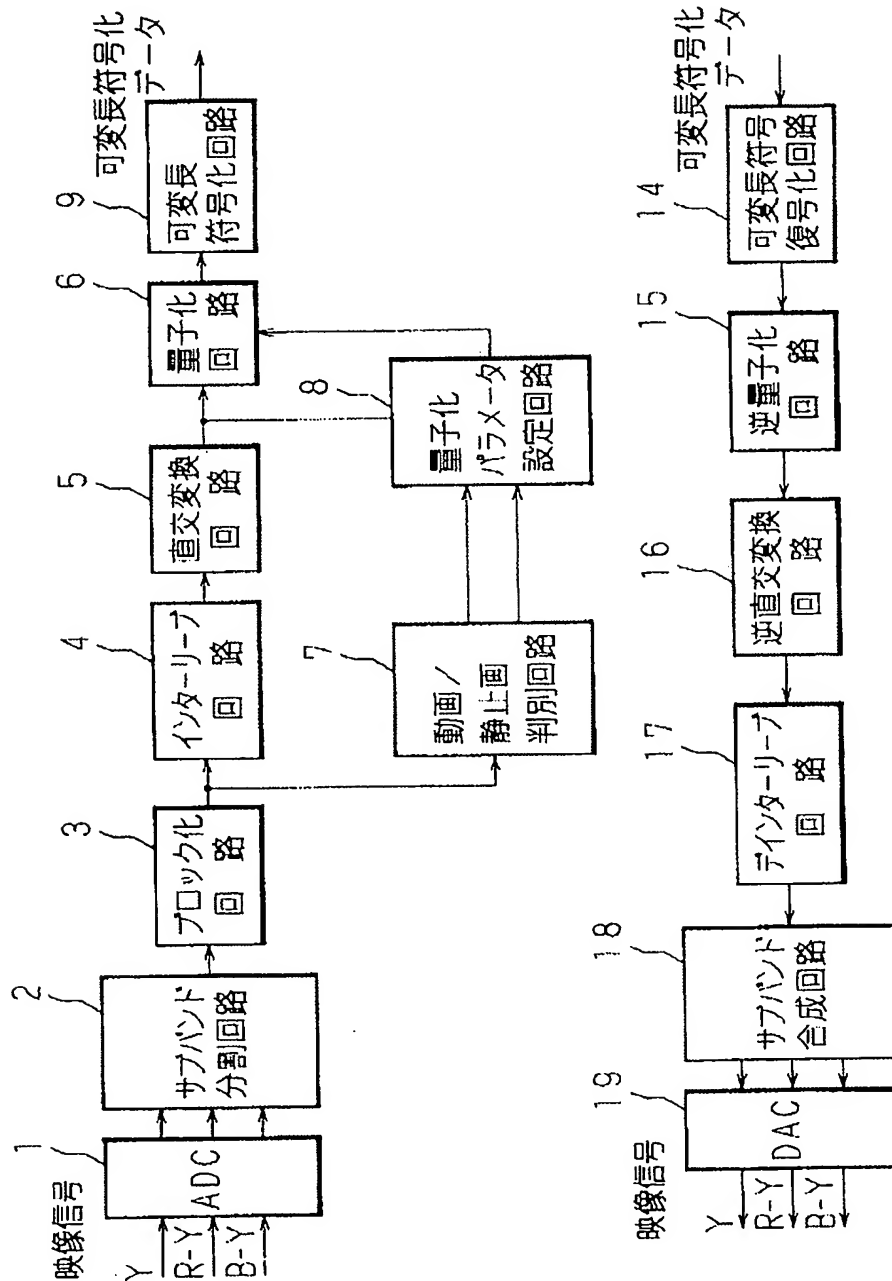 映像信号
Y
R-Y
B-Y
1
ADC
2
サブバンド
分割回路
3
ブロック化
回 路
4
インターリーブ
回 路
5
直交変換
回 路
6
量子化
回 路
9
可変長
符号化回路
可変長符号化
データ
7
動画/
静止画
判別回路
8
量子化
パラメータ
設定回路
映像信号
Y
R-Y
B-Y
19
DAC
18
サブバンド
合成回路
17
デインターリーブ
回 路
16
逆直交変換
回 路
15
逆量子化
回 路
14
可変長符号
復号化回路
可変長符号化
データ